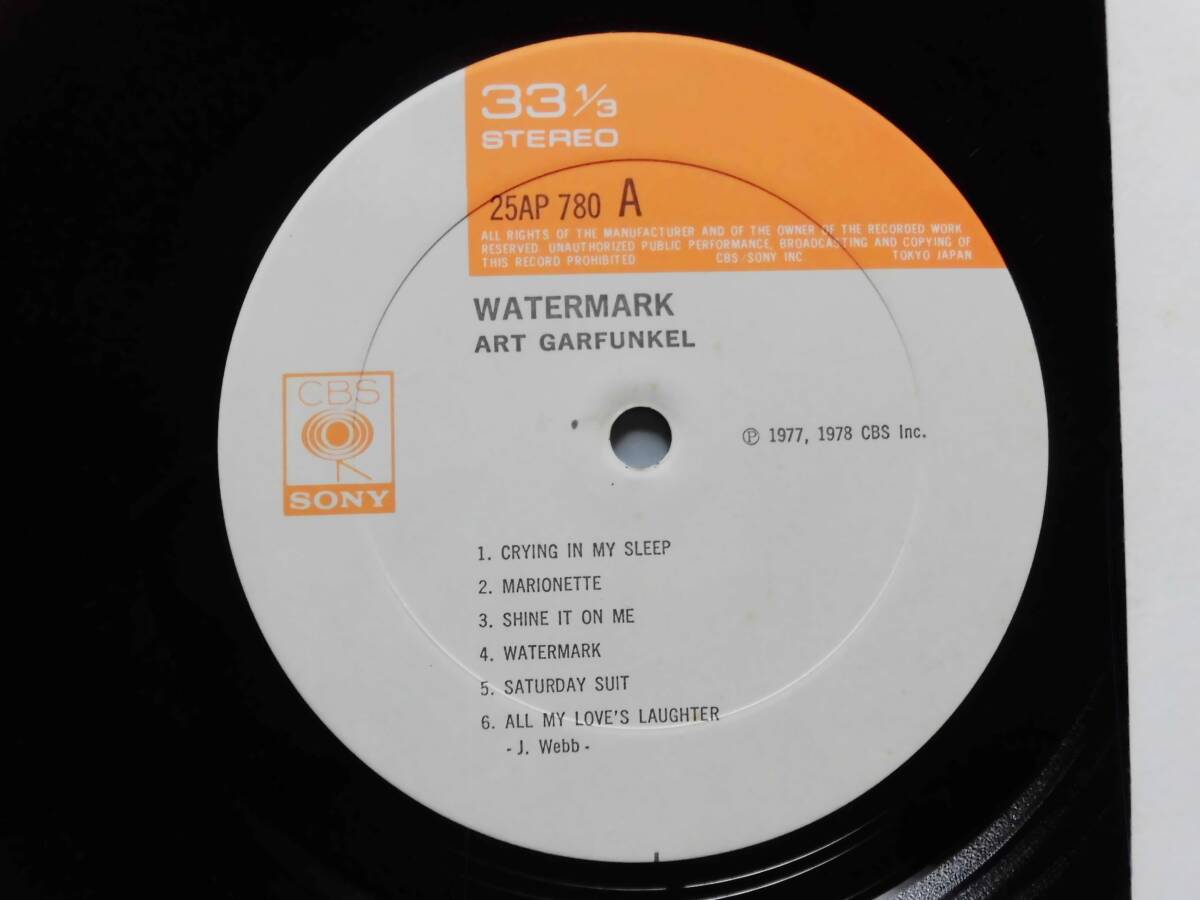 33 1/3
STEREO
25AP 780 A
ALL RIGHTS OF THE MANUFACTURER AND OF THE OWNER OF THE RECORDED WORK
RESERVED. UNAUTHORIZED PUBLIC PERFORMANCE, BROADCASTING AND COPYING OF
THIS RECORD PROHIBITED CBS/SONY INC. TOKYO JAPAN
WATERMARK
ART GARFUNKEL
CBS
SONY
℗ 1977, 1978 CBS Inc.
1. CRYING IN MY SLEEP
2. MARIONETTE
3. SHINE IT ON ME
4. WATERMARK
5. SATURDAY SUIT
6. ALL MY LOVE'S LAUGHTER
- J. Webb -